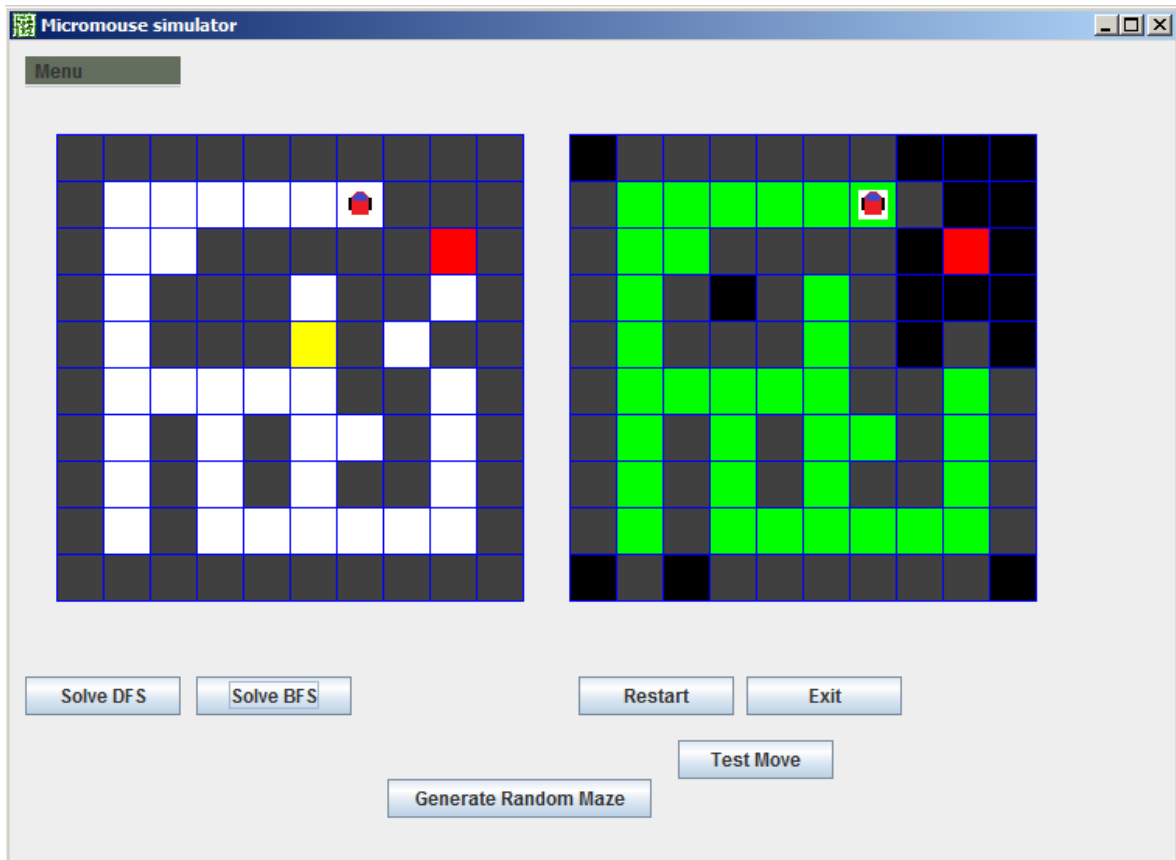 Micromouse simulator
Menu
Solve DFS
Solve BFS
Restart
Exit
Test Move
Generate Random Maze